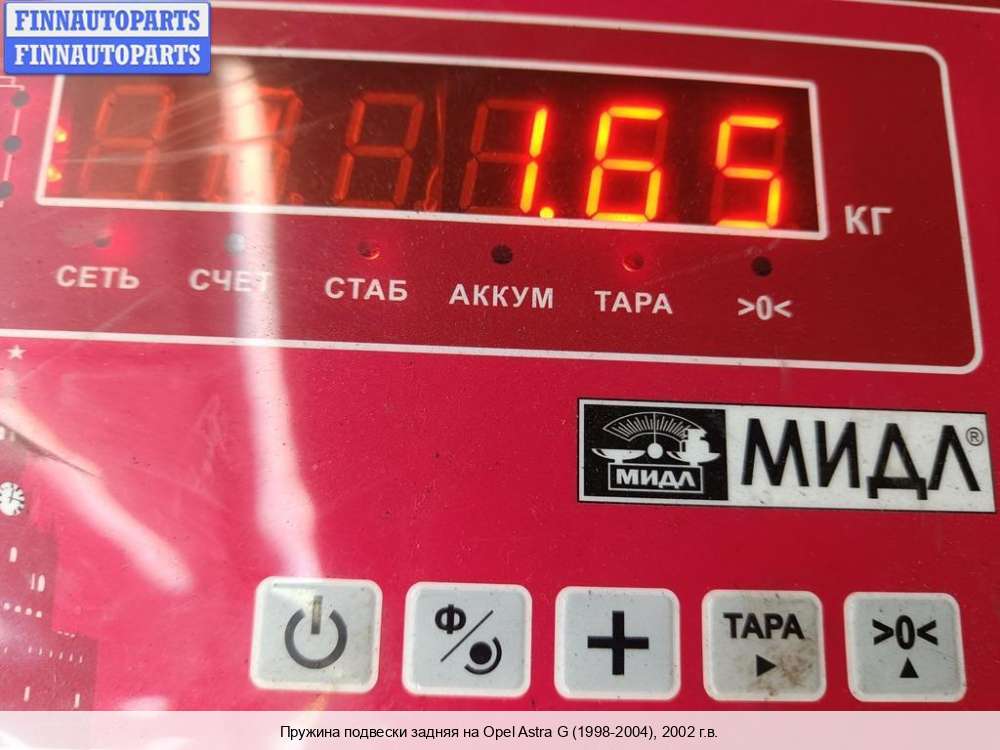 FINNAUTOPARTS
FINNAUTOPARTS
1.65
КГ
СЕТЬ СЧЕТ СТАБ АККУМ ТАРА >0<
МИДЛ
МИДЛ®
Ф
+
ТАРА
>0<
Пружина подвески задняя на Opel Astra G (1998-2004), 2002 г.в.